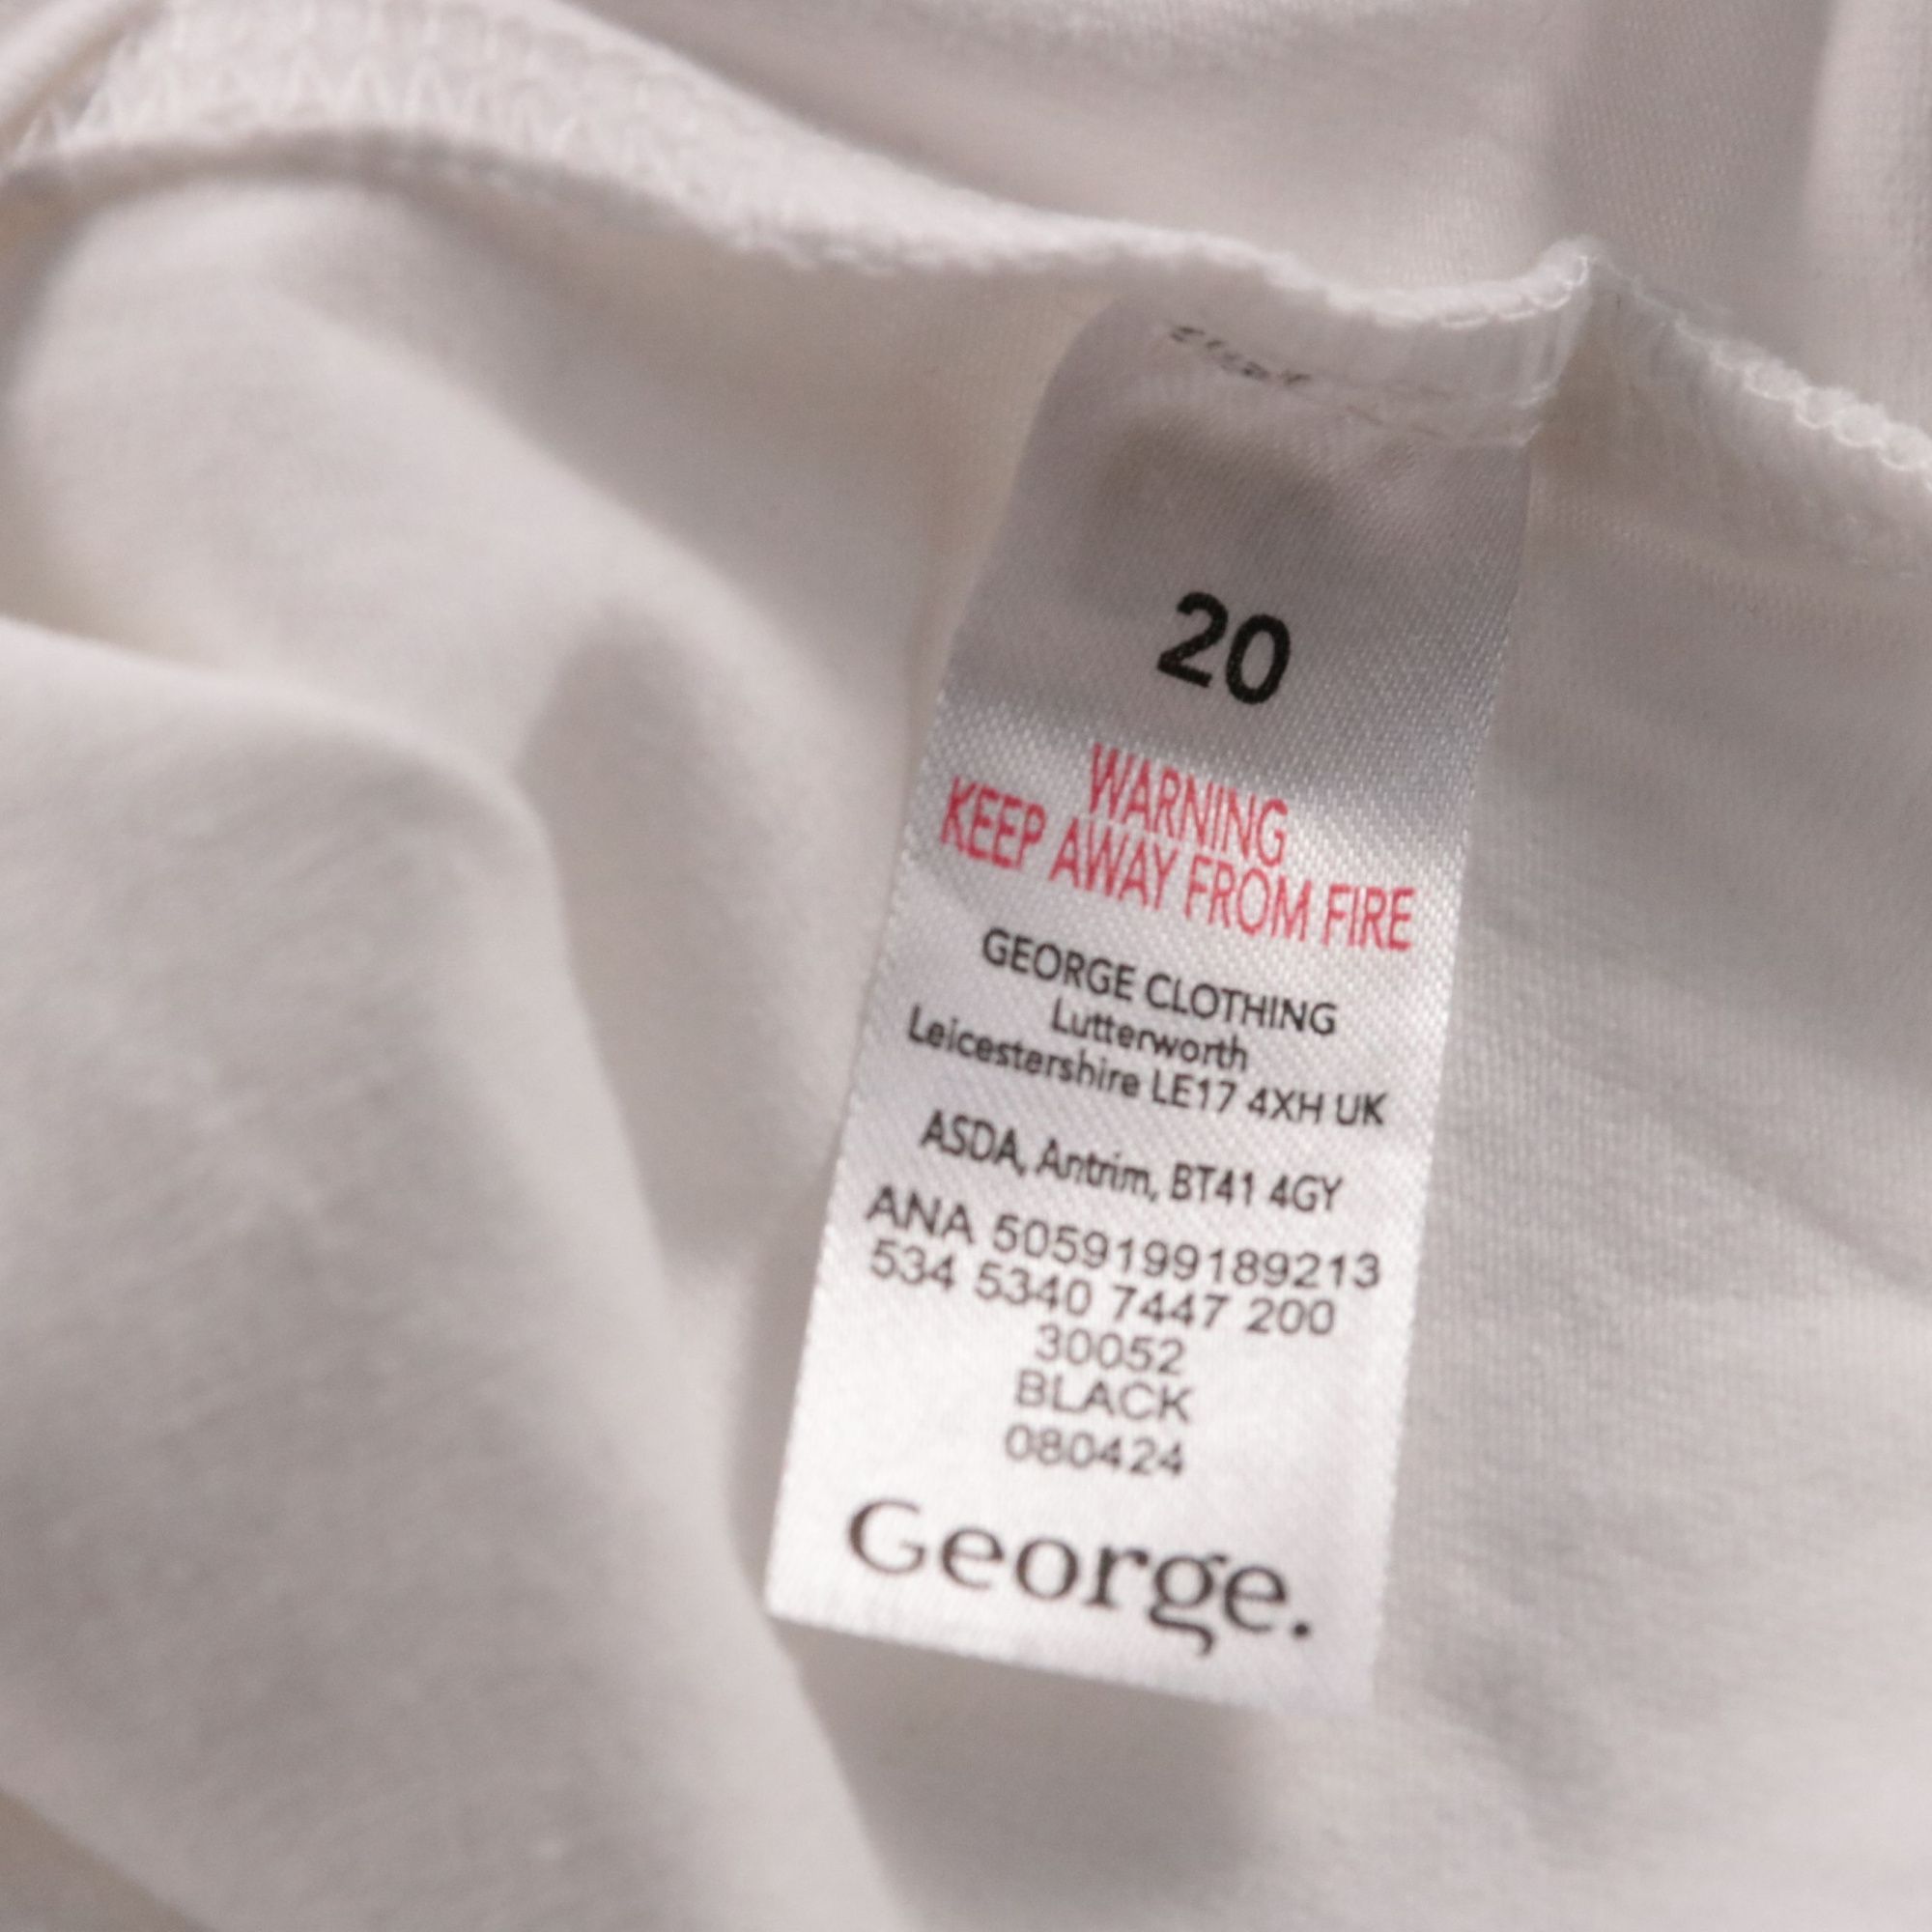 20
WARNING
KEEP AWAY FROM FIRE
GEORGE CLOTHING
Lutterworth
Leicestershire LE17 4XH UK
ASDA, Antrim, BT41 4GY
ANA 5059199189213
534 5340 7447 200
30052
BLACK
080424
George.